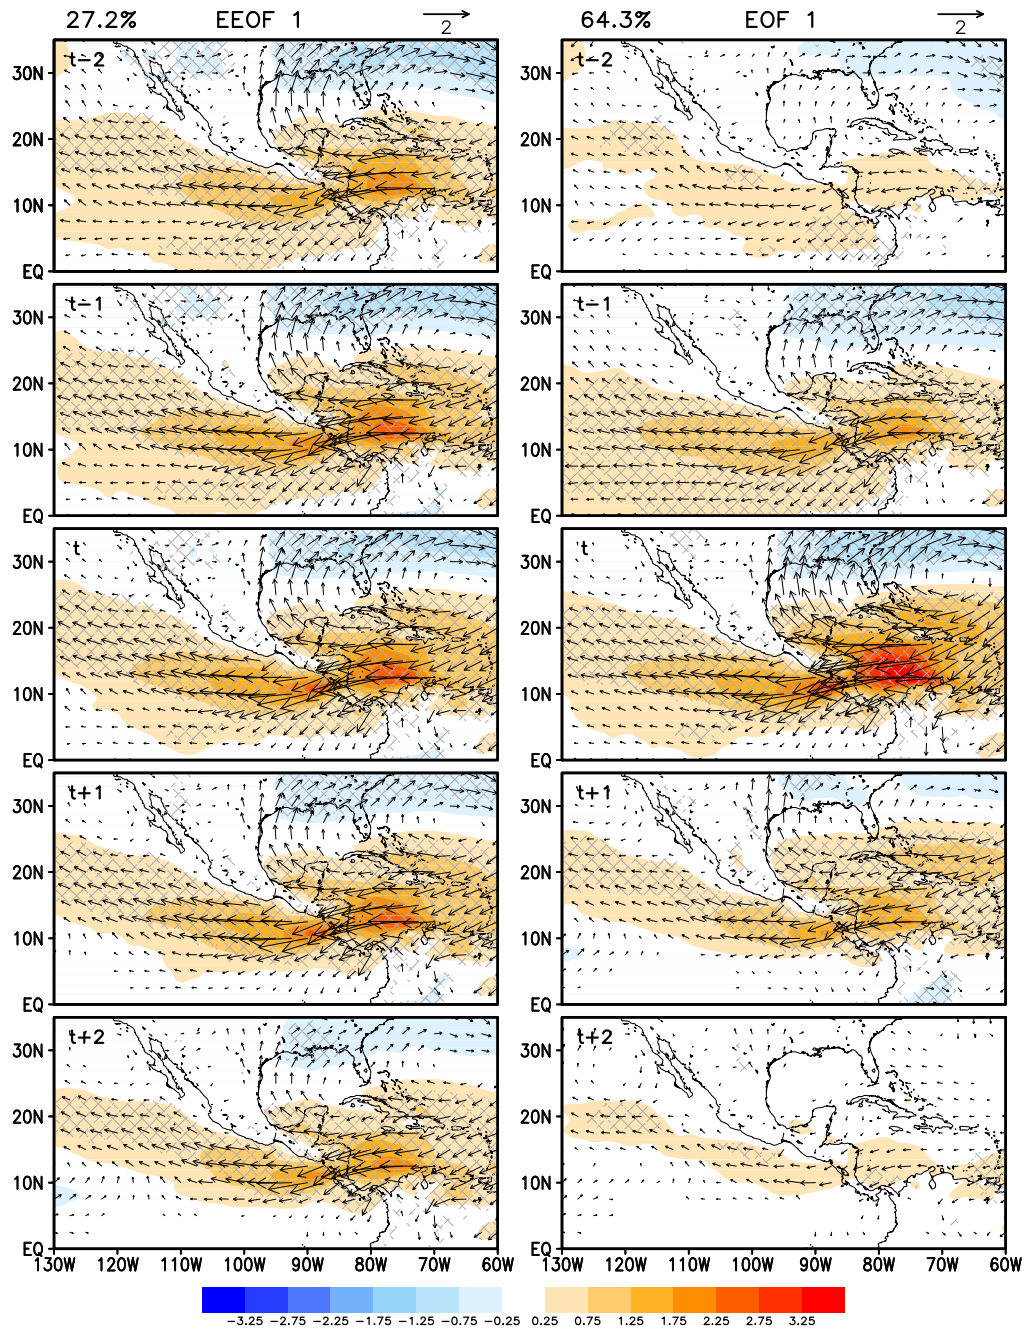 27.2% EEOF 1 2 64.3% EOF 1 2
t-2 t-2
30N 30N
20N 20N
10N 10N
EQ EQ
t-1 t-1
30N 30N
20N 20N
10N 10N
EQ EQ
t t
30N 30N
20N 20N
10N 10N
EQ EQ
t+1 t+1
30N 30N
20N 20N
10N 10N
EQ EQ
t+2 t+2
30N 30N
20N 20N
10N 10N
EQ EQ
130W 120W 110W 100W 90W 80W 70W 60W 130W 120W 110W 100W 90W 80W 70W 60W
-3.25 -2.75 -2.25 -1.75 -1.25 -0.75 -0.25 0.25 0.75 1.25 1.75 2.25 2.75 3.25